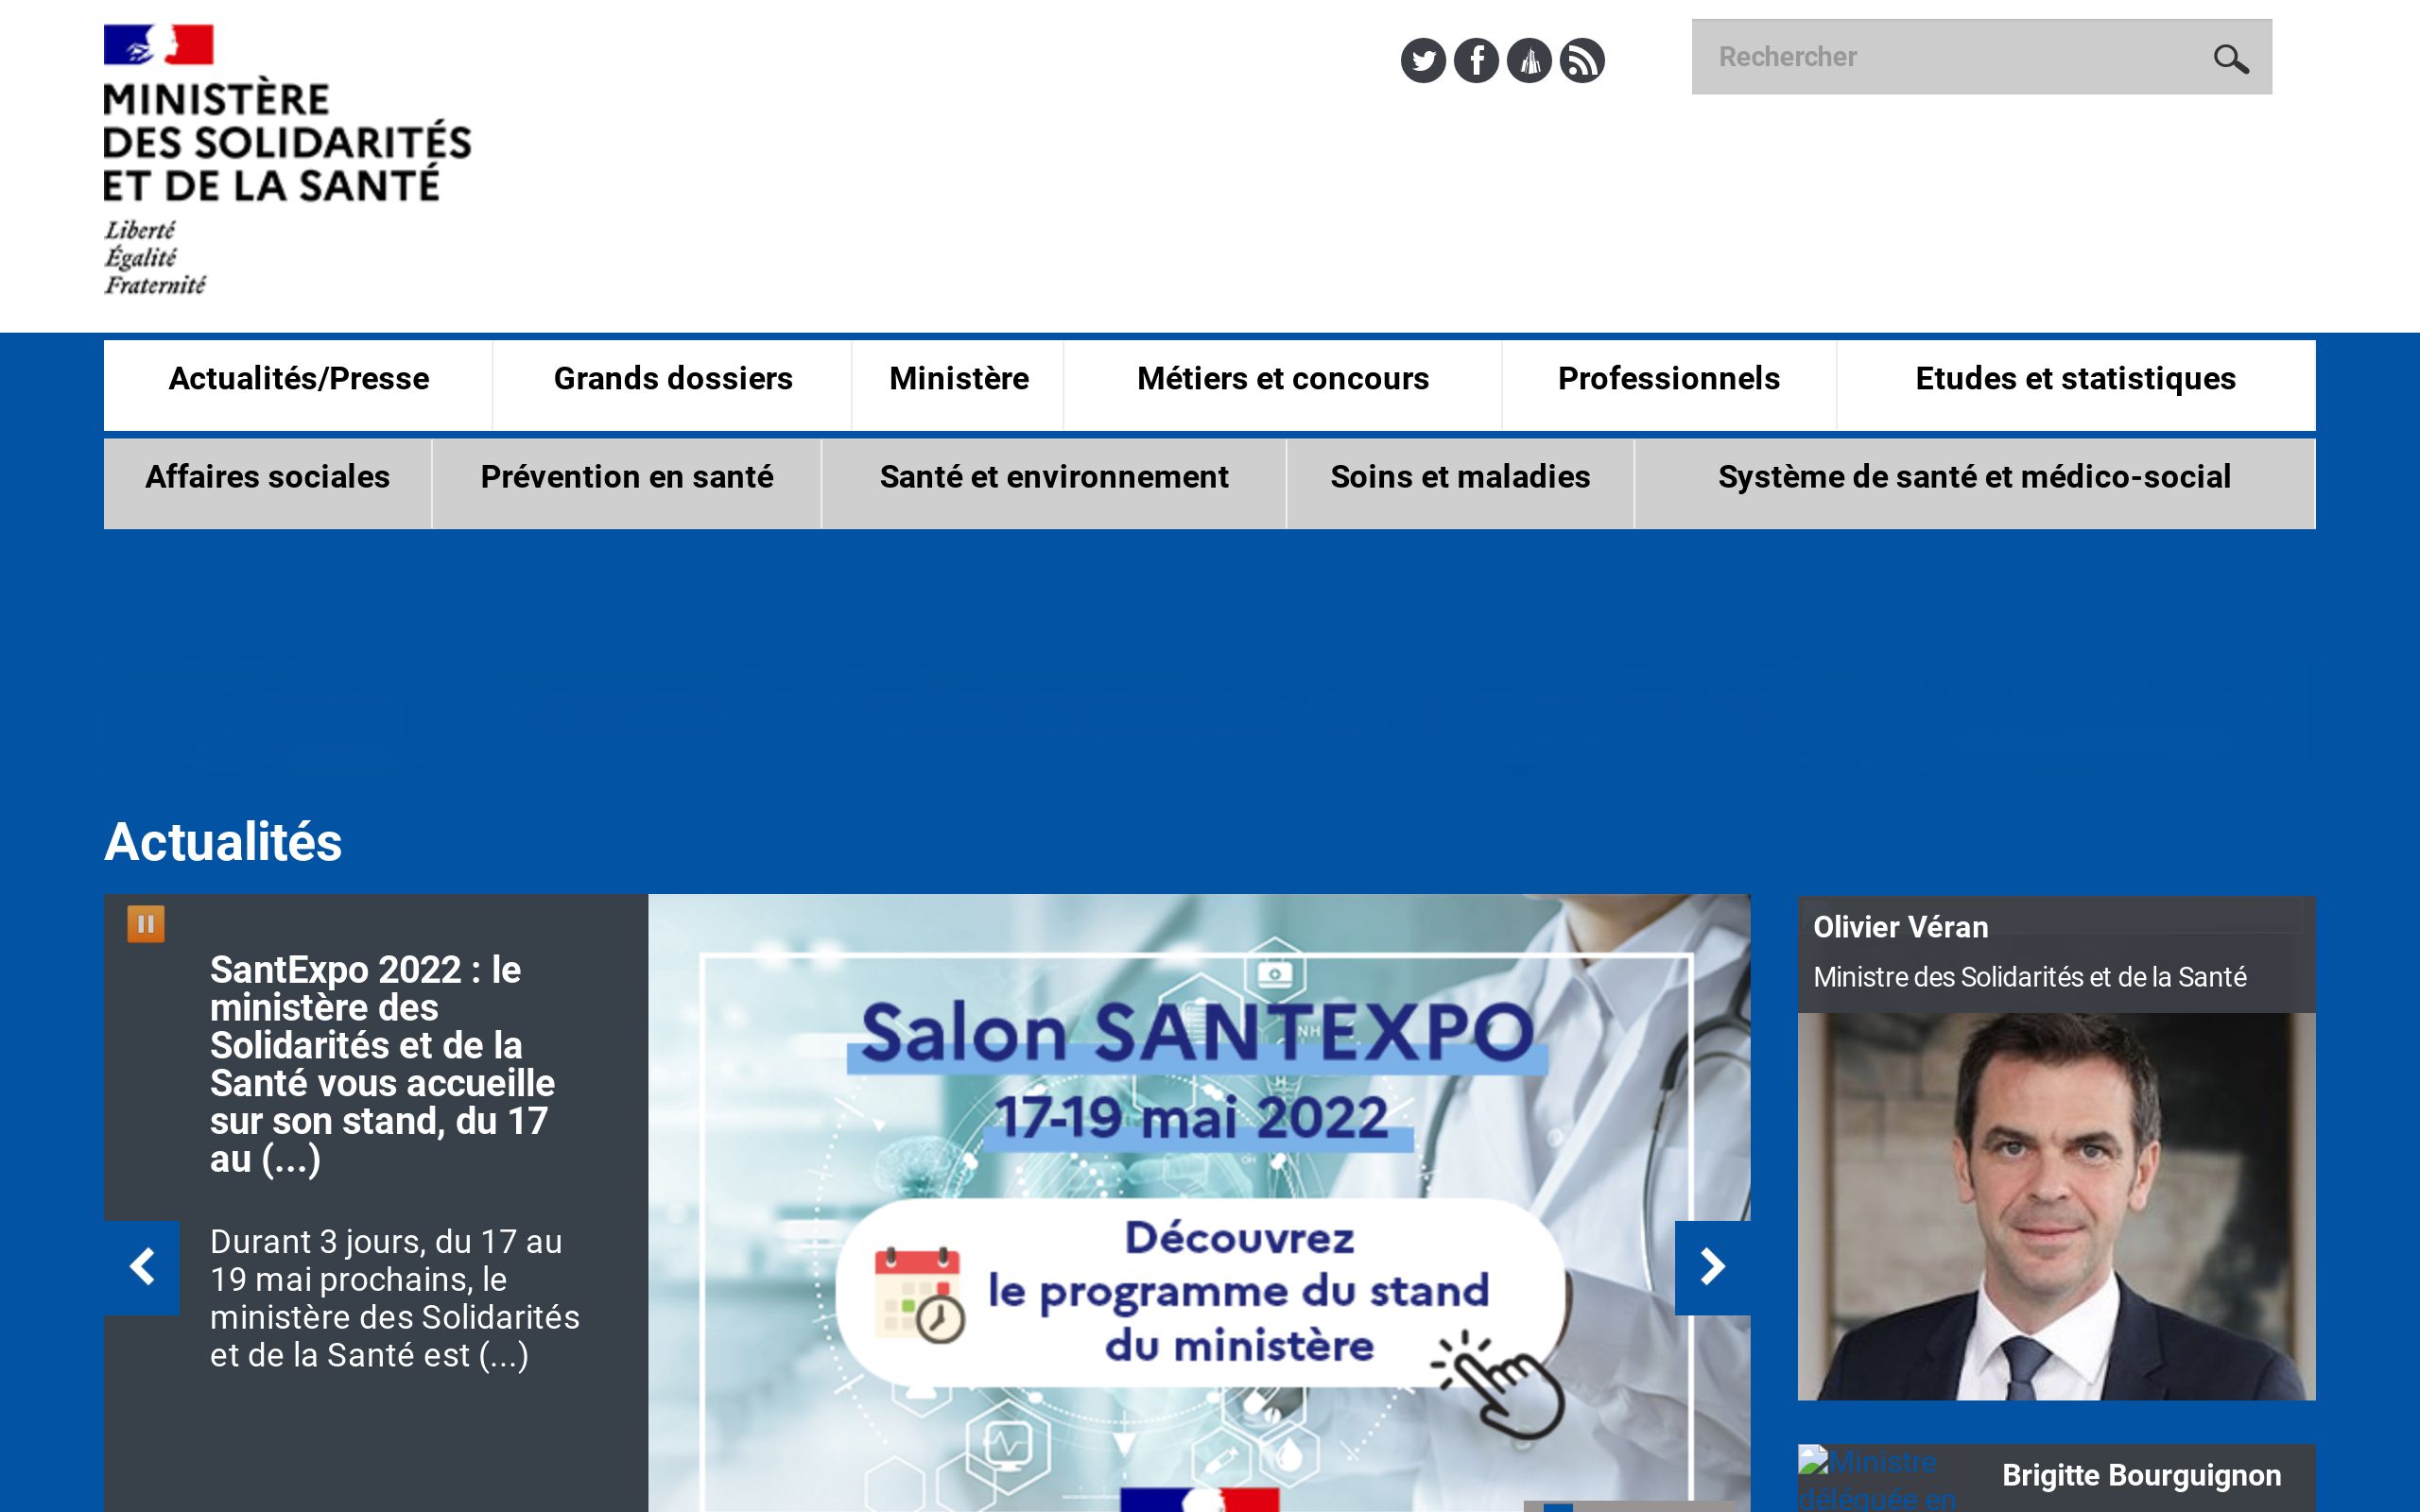 MINISTÈRE
DES SOLIDARITÉS
ET DE LA SANTÉ
Liberté
Égalité
Fraternité
Rechercher
Actualités/Presse
Grands dossiers
Ministère
Métiers et concours
Professionnels
Etudes et statistiques
Affaires sociales
Prévention en santé
Santé et environnement
Soins et maladies
Système de santé et médico-social
Actualités
SantExpo 2022 : le
ministère des
Solidarités et de la
Santé vous accueille
sur son stand, du 17
au (...)
Durant 3 jours, du 17 au
19 mai prochains, le
ministère des Solidarités
et de la Santé est (...)
Salon SANTEXPO
17-19 mai 2022
Découvrez
le programme du stand
du ministère
Olivier Véran
Ministre des Solidarités et de la Santé
Ministre
déléguée en
Brigitte Bourguignon